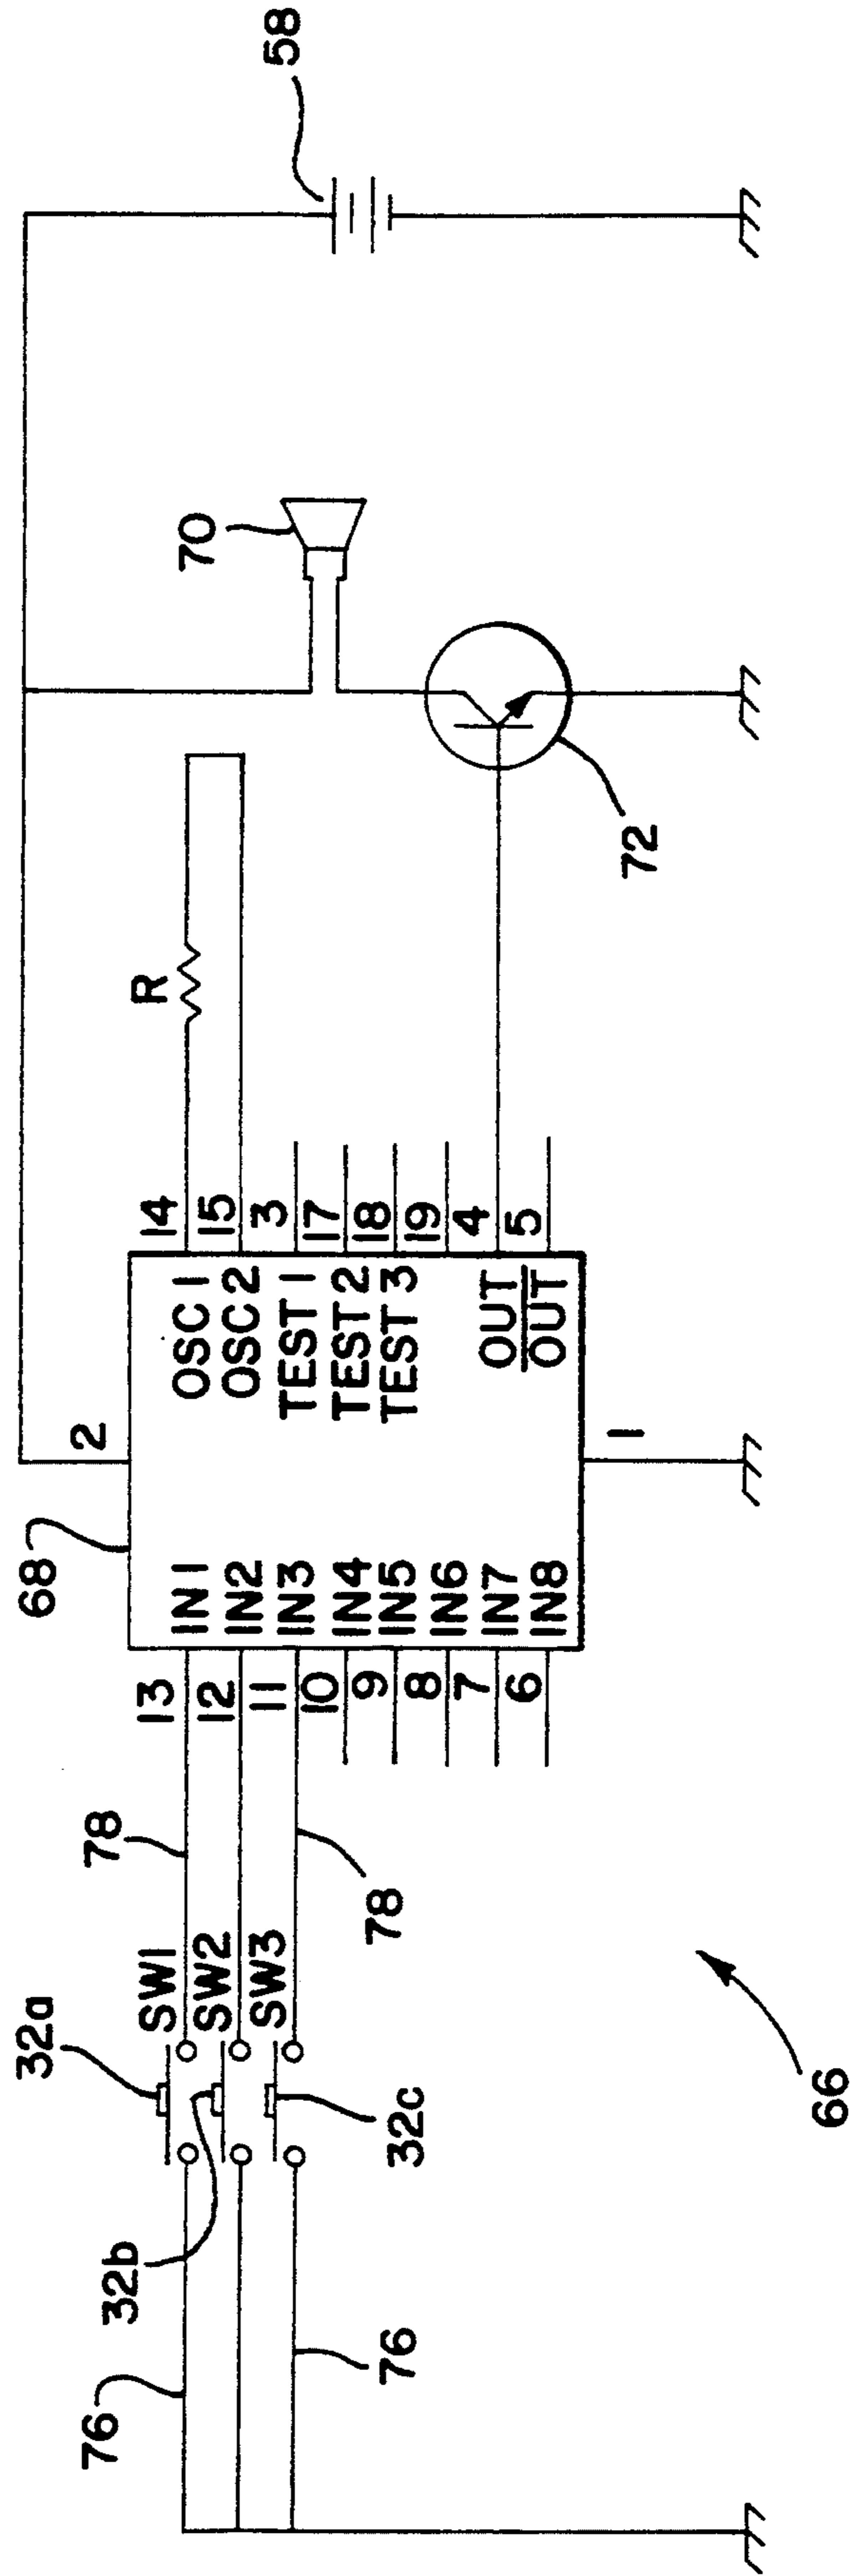 58
70
R
72
14
15
3
17
18
19
4
5
OSC 1
OSC 2
TEST 1
TEST 2
TEST 3
OUT
OUT
2
1
68
IN1
IN2
IN3
IN4
IN5
IN6
IN7
IN8
13
12
11
10
9
8
7
6
78
78
SW1
SW2
SW3
32a
32b
32c
76
76
66